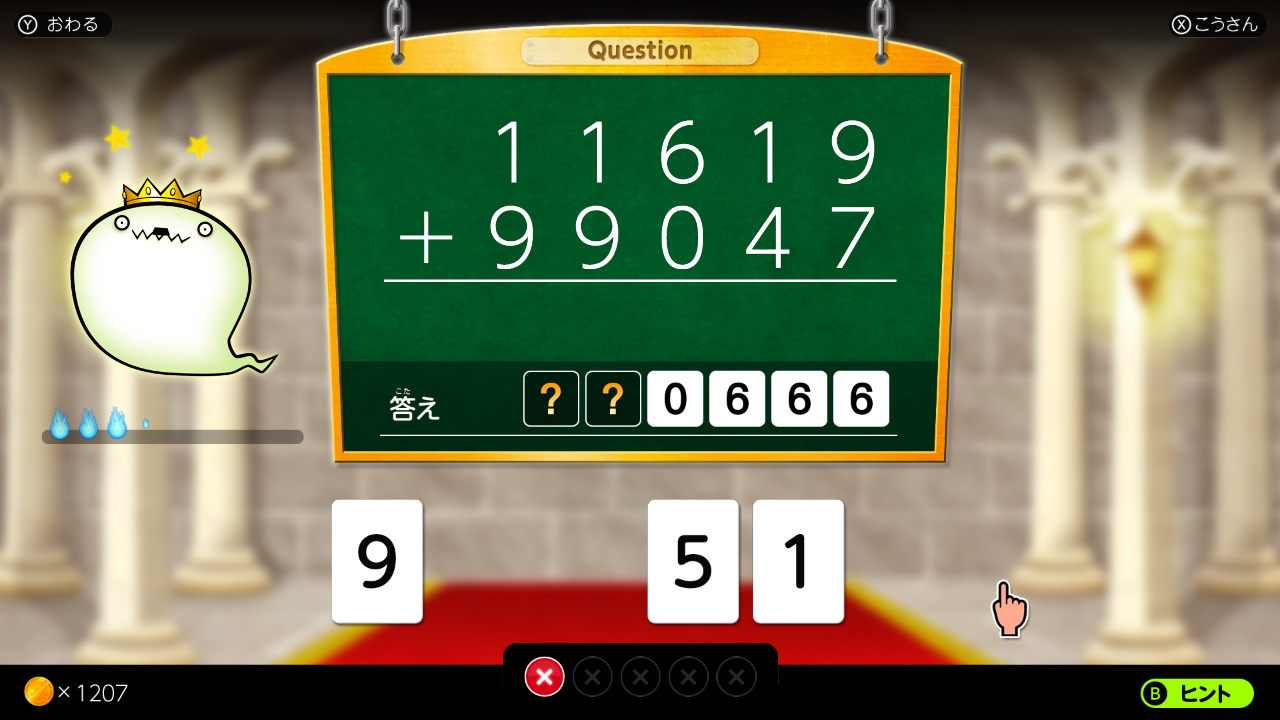 Ⓨ おわる
Ⓧ こうさん
Question
1 1 6 1 9
+ 9 9 0 4 7
こた
答え ? ? 0 6 6 6
9 5 1
× 1207
Ⓑ ヒント